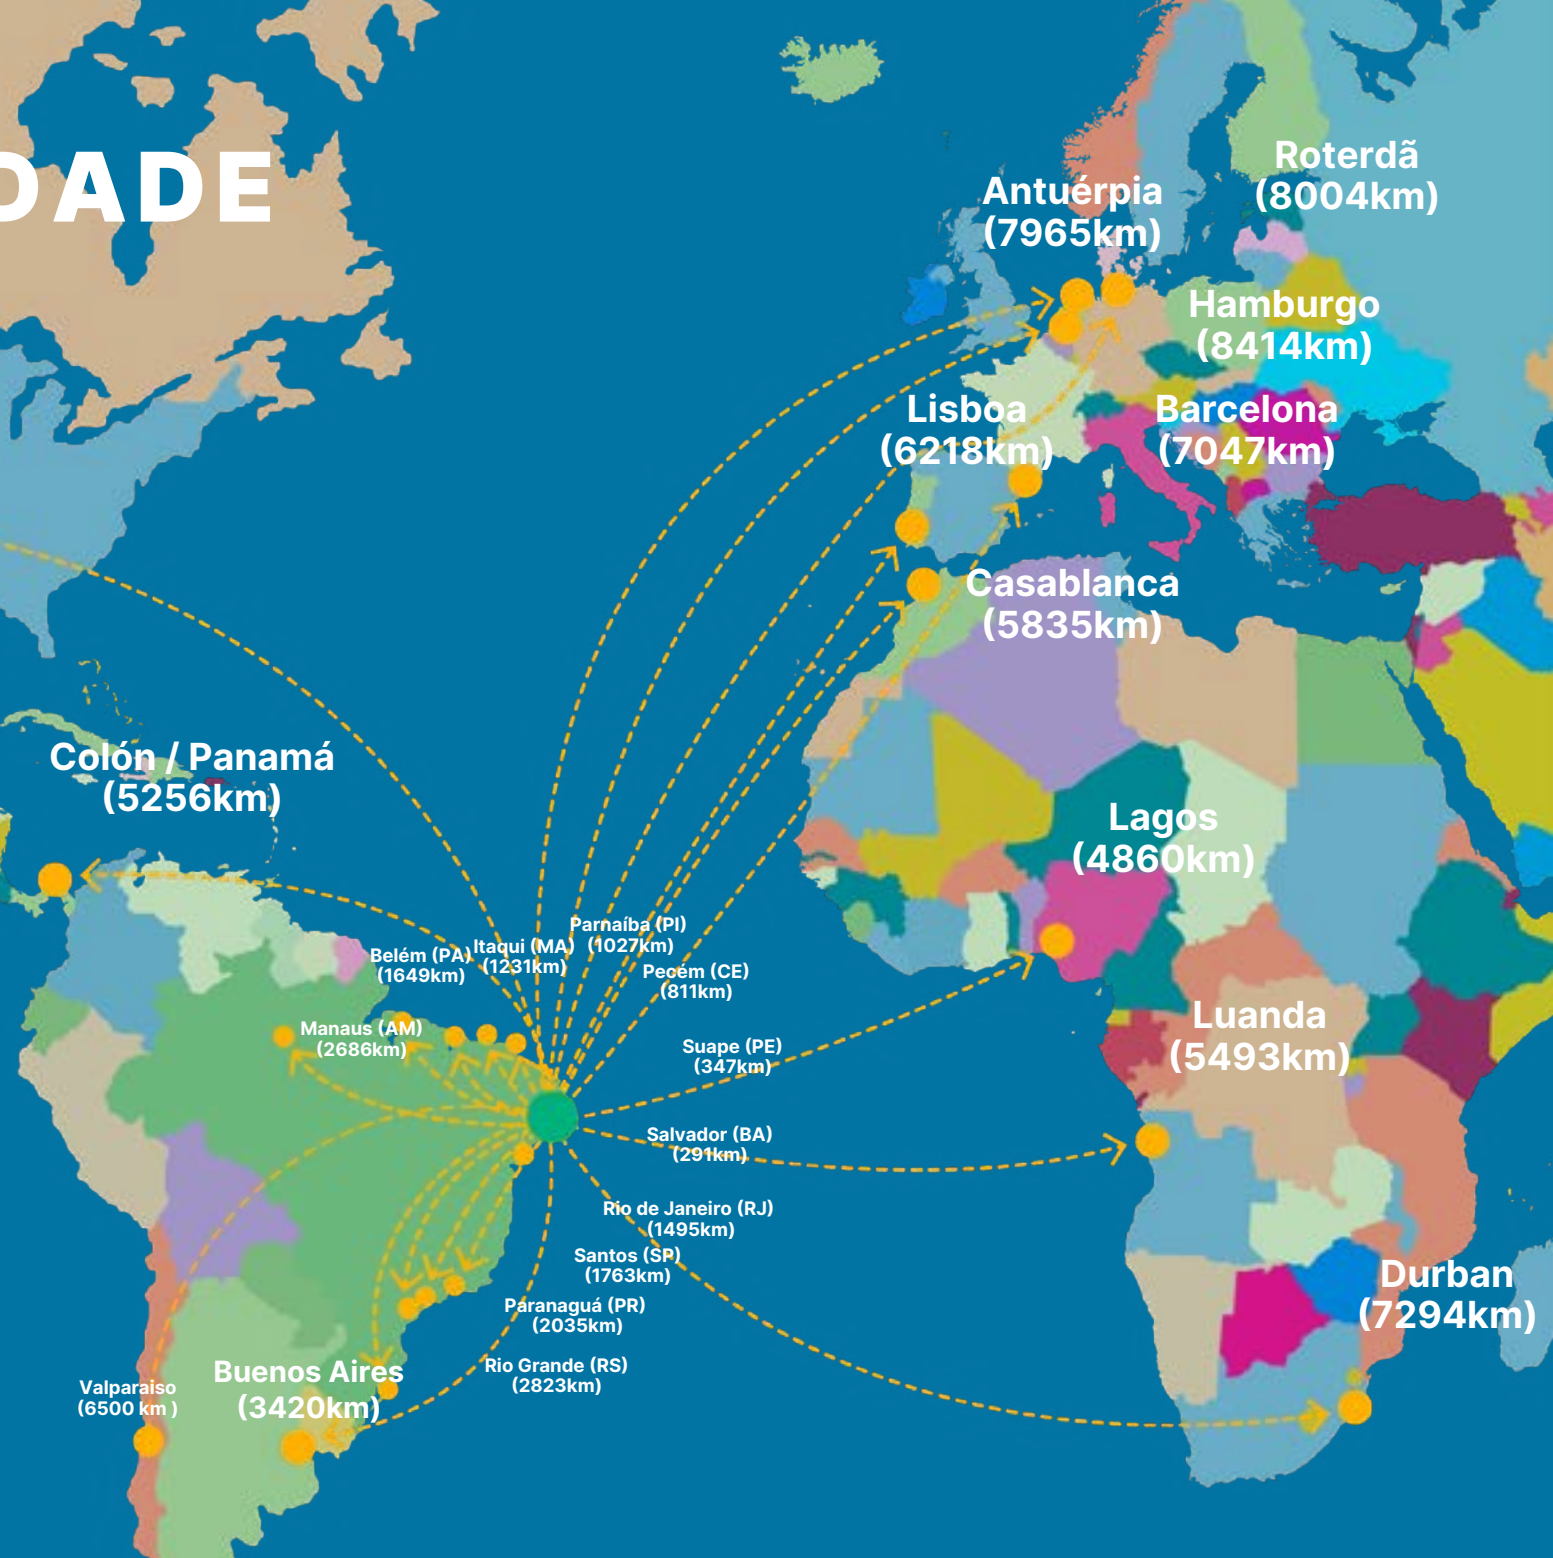 DADE
Roterdã
(8004km)
Antuérpia
(7965km)
Hamburgo
(8414km)
Lisboa
(6218km)
Barcelona
(7047km)
Casablanca
(5835km)
Colón / Panamá
(5256km)
Lagos
(4860km)
Parnaíba (PI)
(1027km)
Itaqui (MA)
(1231km)
Belém (PA)
(1649km)
Pecém (CE)
(811km)
Luanda
(5493km)
Manaus (AM)
(2686km)
Suape (PE)
(347km)
Salvador (BA)
(291km)
Rio de Janeiro (RJ)
(1495km)
Santos (SP)
(1763km)
Durban
(7294km)
Paranaguá (PR)
(2035km)
Rio Grande (RS)
(2823km)
Buenos Aires
(3420km)
Valparaiso
(6500 km )